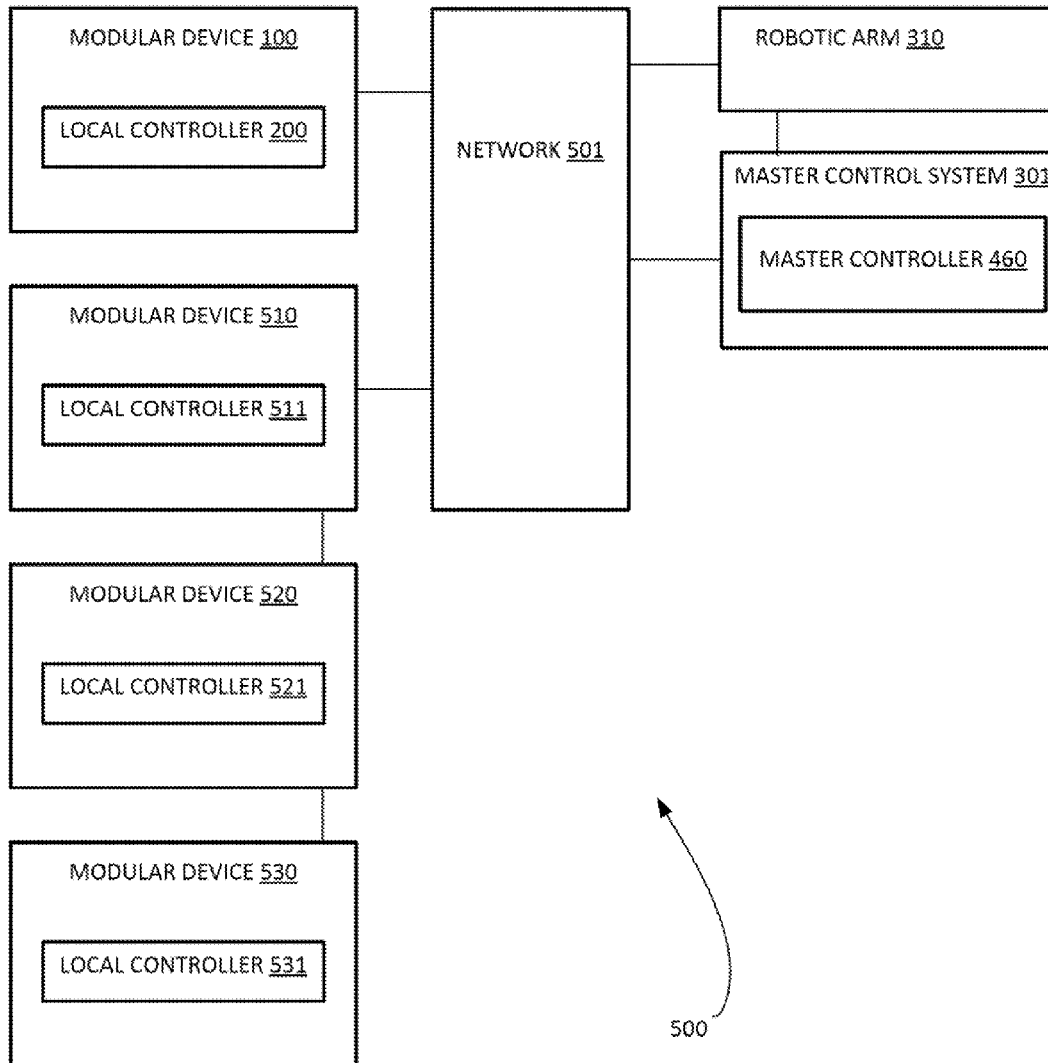 MODULAR DEVICE 100
LOCAL CONTROLLER 200
MODULAR DEVICE 510
LOCAL CONTROLLER 511
MODULAR DEVICE 520
LOCAL CONTROLLER 521
MODULAR DEVICE 530
LOCAL CONTROLLER 531
NETWORK 501
ROBOTIC ARM 310
MASTER CONTROL SYSTEM 301
MASTER CONTROLLER 460
500